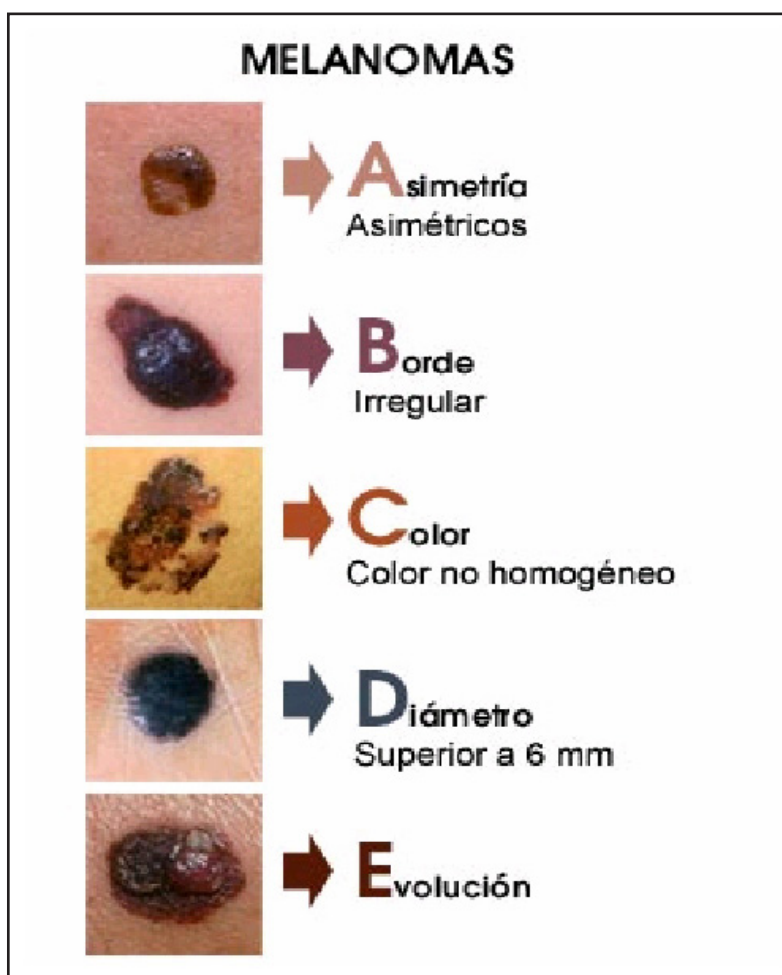 MELANOMAS
Asimetría
Asimétricos
Borde
Irregular
Color
Color no homogéneo
Diámetro
Superior a 6 mm
Evolución